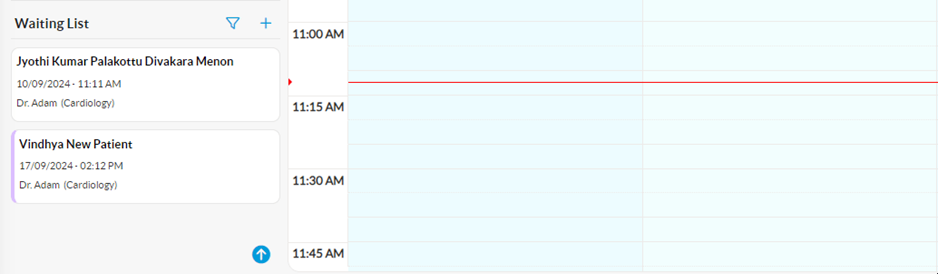 Waiting List
Jyothi Kumar Palakottu Divakara Menon
10/09/2024 - 11:11 AM
Dr. Adam (Cardiology)
Vindhya New Patient
17/09/2024 - 02:12 PM
Dr. Adam (Cardiology)
11:00 AM
11:15 AM
11:30 AM
11:45 AM